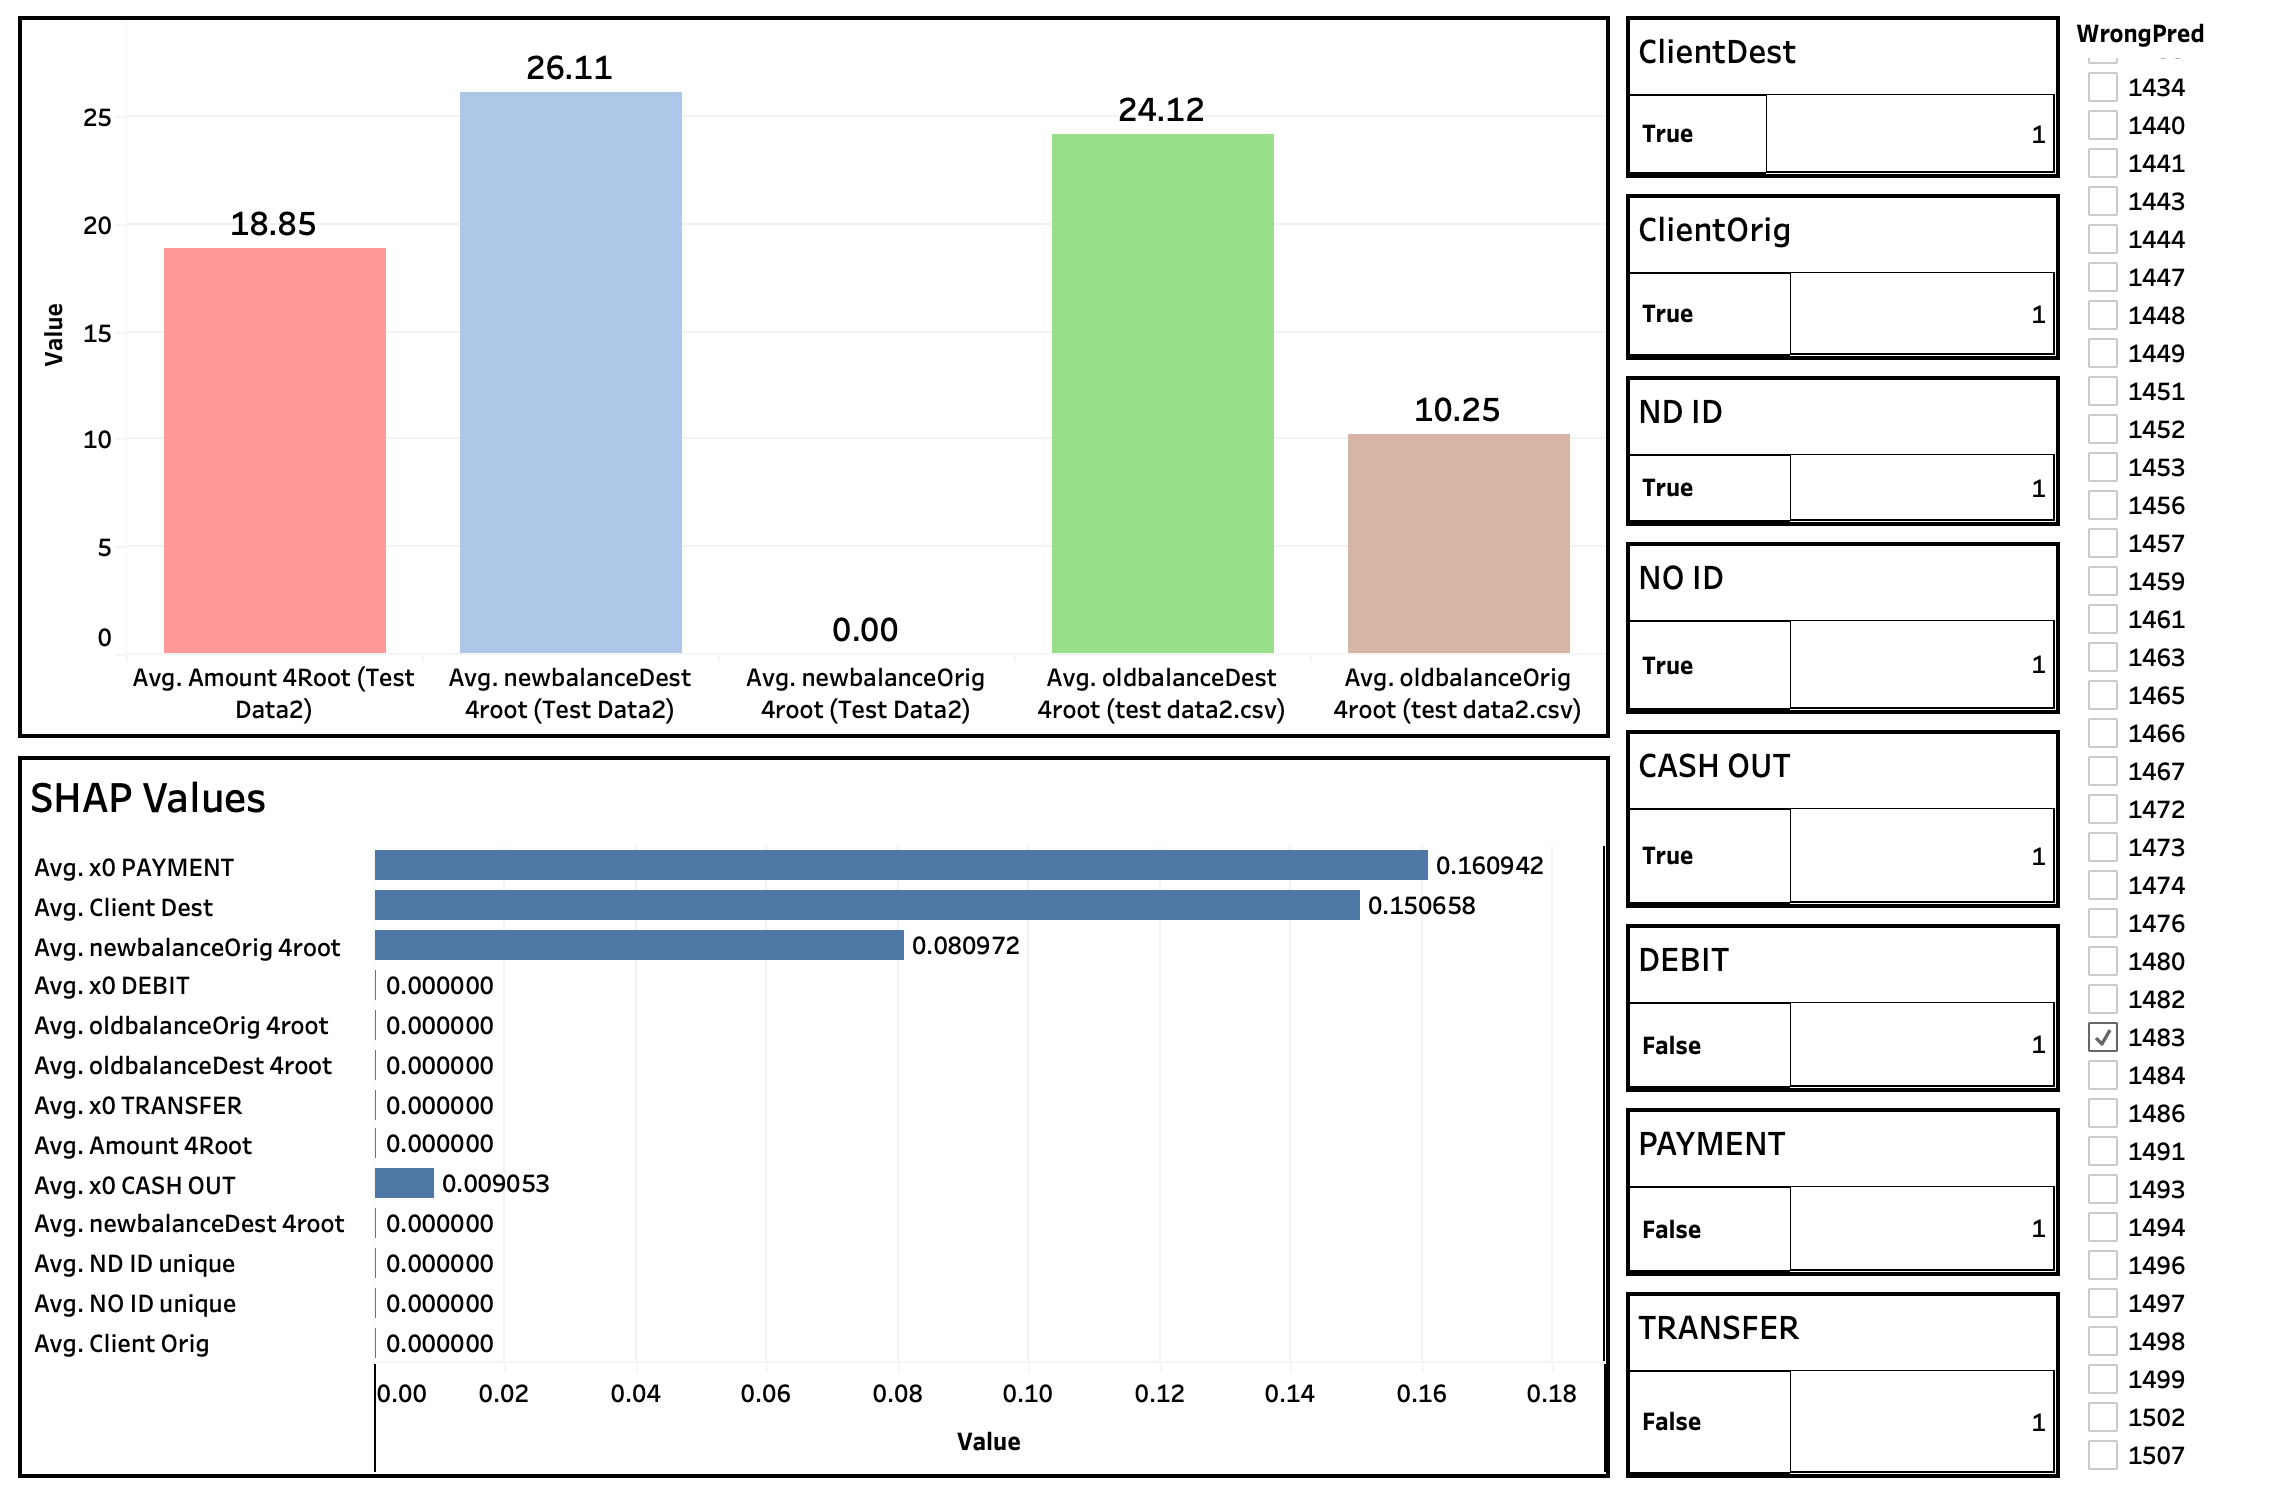 26.11
24.12
18.85
10.25
0.00
25
20
15
10
5
0
Value
Avg. Amount 4Root (Test
Data2)
Avg. newbalanceDest
4root (Test Data2)
Avg. newbalanceOrig
4root (Test Data2)
Avg. oldbalanceDest
4root (test data2.csv)
Avg. oldbalanceOrig
4root (test data2.csv)
SHAP Values
Avg. x0 PAYMENT 0.160942
Avg. Client Dest 0.150658
Avg. newbalanceOrig 4root 0.080972
Avg. x0 DEBIT 0.000000
Avg. oldbalanceOrig 4root 0.000000
Avg. oldbalanceDest 4root 0.000000
Avg. x0 TRANSFER 0.000000
Avg. Amount 4Root 0.000000
Avg. x0 CASH OUT 0.009053
Avg. newbalanceDest 4root 0.000000
Avg. ND ID unique 0.000000
Avg. NO ID unique 0.000000
Avg. Client Orig 0.000000
0.00 0.02 0.04 0.06 0.08 0.10 0.12 0.14 0.16 0.18
Value
ClientDest
True 1
ClientOrig
True 1
ND ID
True 1
NO ID
True 1
CASH OUT
True 1
DEBIT
False 1
PAYMENT
False 1
TRANSFER
False 1
WrongPred
1434
1440
1441
1443
1444
1447
1448
1449
1451
1452
1453
1456
1457
1459
1461
1463
1465
1466
1467
1472
1473
1474
1476
1480
1482
1483
1484
1486
1491
1493
1494
1496
1497
1498
1499
1502
1507